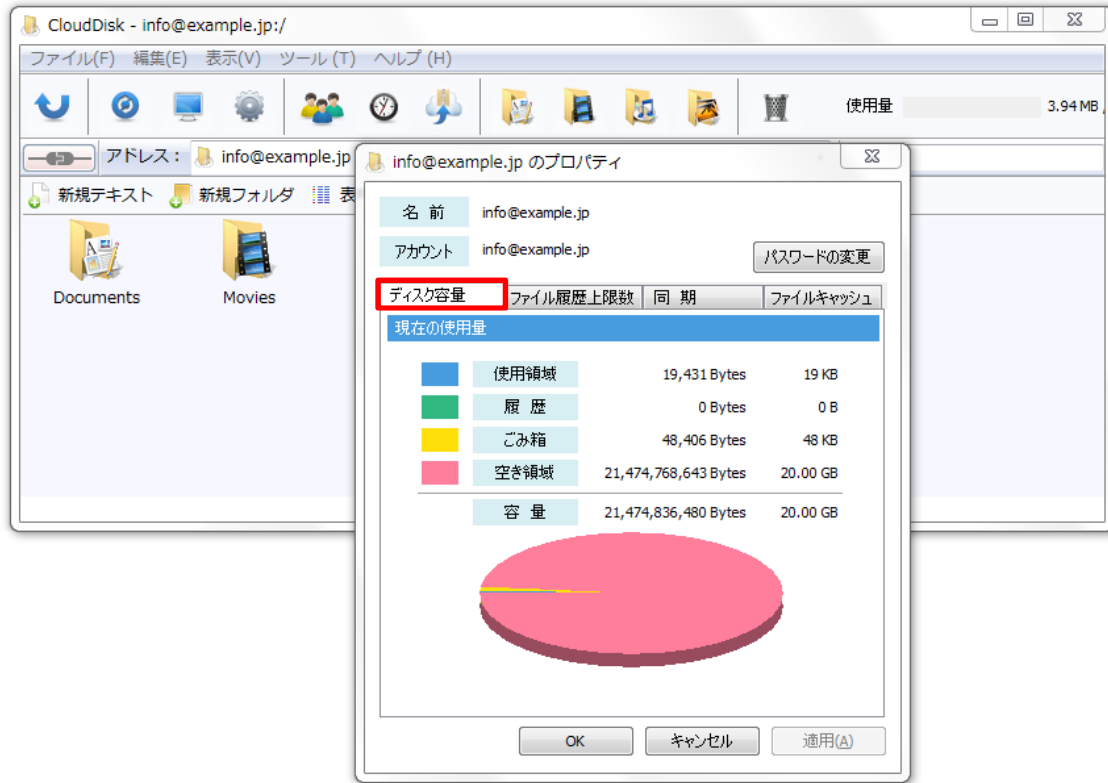 CloudDisk - info@example.jp:/
ファイル(F) 編集(E) 表示(V) ツール (T) ヘルプ (H)
使用量 3.94 MB
アドレス : info@example.jp
新規テキスト 新規フォルダ 表
Documents Movies
info@example.jp のプロパティ
名 前 info@example.jp
アカウント info@example.jp
パスワードの変更
ディスク容量 ファイル履歴上限数 同 期 ファイルキャッシュ
現在の使用量
使用領域 19,431 Bytes 19 KB
履 歴 0 Bytes 0 B
ごみ箱 48,406 Bytes 48 KB
空き領域 21,474,768,643 Bytes 20.00 GB
容 量 21,474,836,480 Bytes 20.00 GB
OK キャンセル 適用(A)